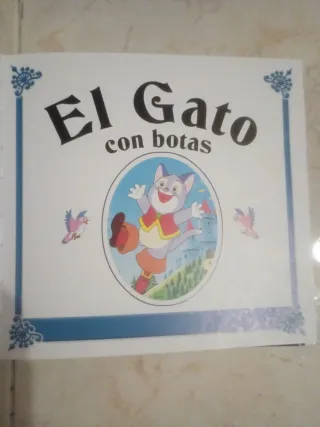 El Gato
con botas